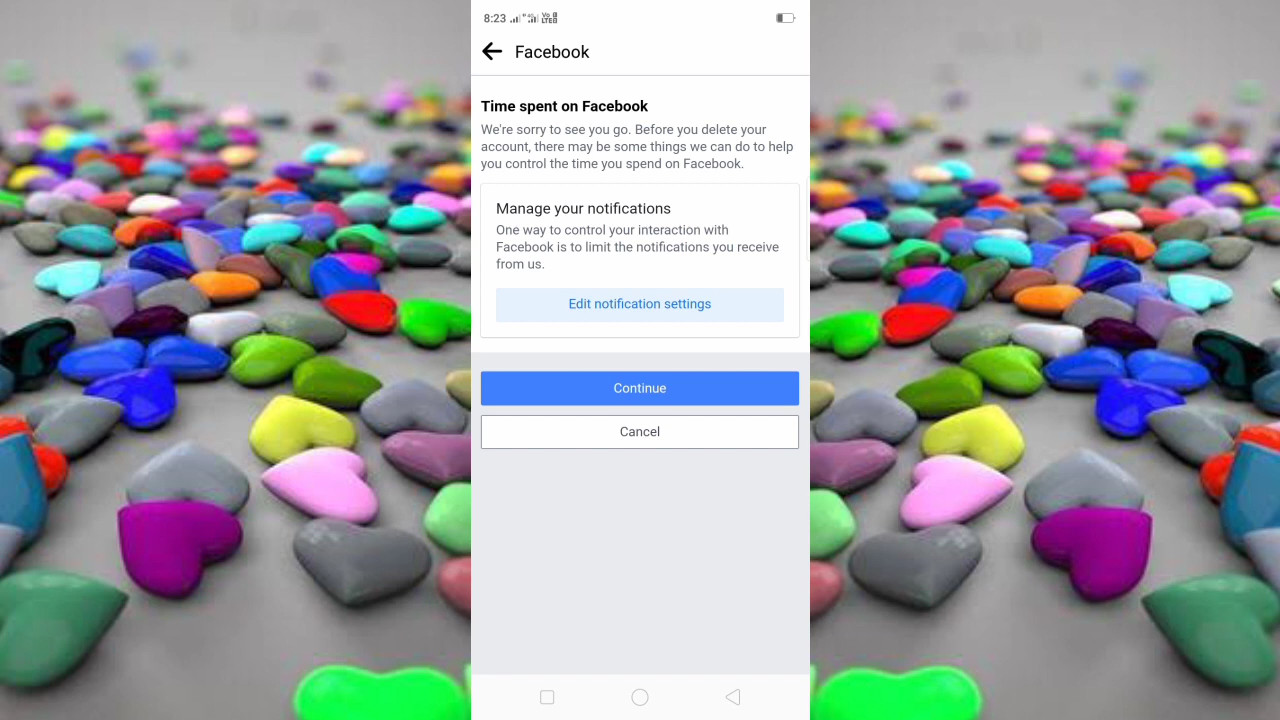 8:23
Facebook
Time spent on Facebook
We're sorry to see you go. Before you delete your
account, there may be some things we can do to help
you control the time you spend on Facebook.
Manage your notifications
One way to control your interaction with
Facebook is to limit the notifications you receive
from us.
Edit notification settings
Continue
Cancel